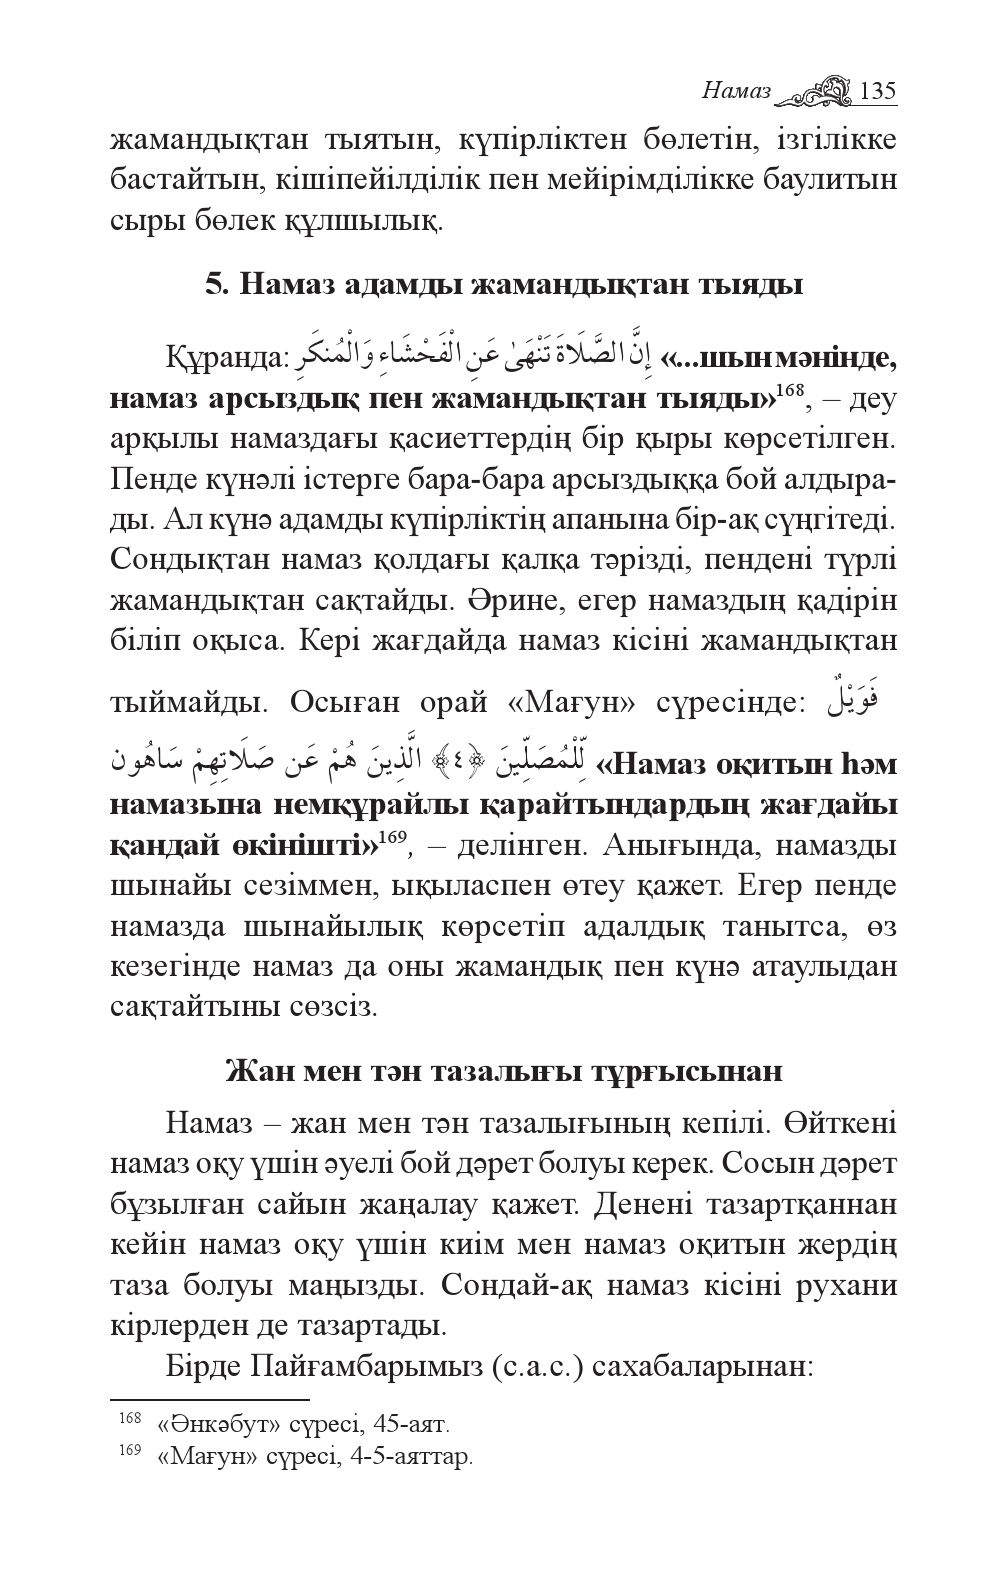 Намаз 135
жамандықтан тыятын, күпірліктен бөлетін, ізгілікке
бастайтын, кішіпейілділік пен мейірімділікке баулитын
сыры бөлек құлшылық.
5. Намаз адамды жамандықтан тыяды
Құранда: إِنَّ الصَّلَاةَ تَنْهَىٰ عَنِ الْفَحْشَاءِ وَالْمُنكَرِ «...шын мәнінде,
намаз арсыздық пен жамандықтан тыяды»168, – деу
арқылы намаздағы қасиеттердің бір қыры көрсетілген.
Пенде күнәлі істерге бара-бара арсыздыққа бой алдыра-
ды. Ал күнә адамды күпірліктің апанына бір-ақ сүңгітеді.
Сондықтан намаз қолдағы қалқа тәрізді, пендені түрлі
жамандықтан сақтайды. Әрине, егер намаздың қадірін
біліп оқыса. Кері жағдайда намаз кісіні жамандықтан
тыймайды. Осыған орай «Мағун» сүресінде: فَوَيْلٌ
لِّلْمُصَلِّينَ ﴿٤﴾ الَّذِينَ هُمْ عَن صَلَاتِهِمْ سَاهُون «Намаз оқитын һәм
намазына немқұрайлы қарайтындардың жағдайы
қандай өкінішті»169, – делінген. Анығында, намазды
шынайы сезіммен, ықыласпен өтеу қажет. Егер пенде
намазда шынайылық көрсетіп адалдық танытса, өз
кезегінде намаз да оны жамандық пен күнә атаулыдан
сақтайтыны сөзсіз.
Жан мен тән тазалығы тұрғысынан
Намаз – жан мен тән тазалығының кепілі. Өйткені
намаз оқу үшін әуелі бой дәрет болуы керек. Сосын дәрет
бұзылған сайын жаңалау қажет. Денені тазартқаннан
кейін намаз оқу үшін киім мен намаз оқитын жердің
таза болуы маңызды. Сондай-ақ намаз кісіні рухани
кірлерден де тазартады.
Бірде Пайғамбарымыз (с.а.с.) сахабаларынан:
168 «Әнкәбут» сүресі, 45-аят.
169 «Мағун» сүресі, 4-5-аяттар.